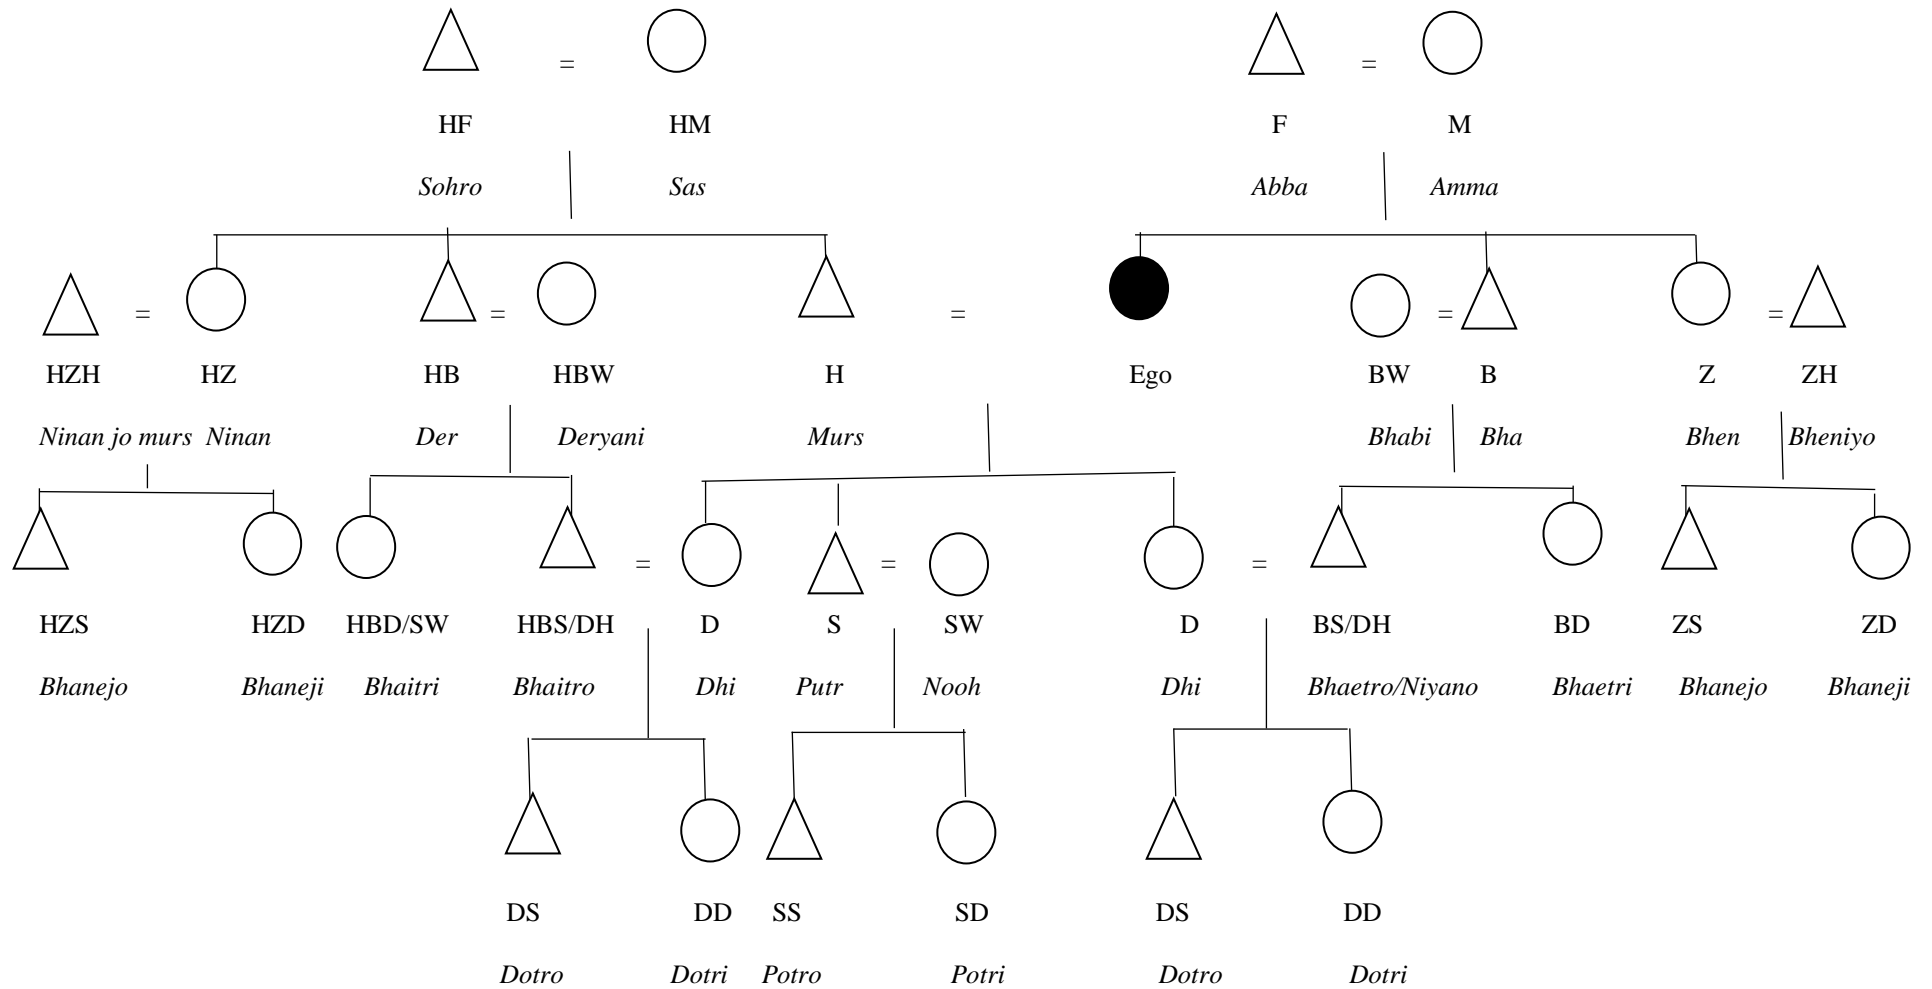 = =
HF HM F M
Sohro Sas Abba Amma
= = = = =
HZH HZ HB HBW H Ego BW B Z ZH
Ninan jo murs Ninan Der Deryani Murs Bhabi Bha Bhen Bheniyo
= = =
HZS HZD HBD/SW HBS/DH D S SW D BS/DH BD ZS ZD
Bhanejo Bhaneji Bhaitri Bhaitro Dhi Putr Nooh Dhi Bhaetro/Niyano Bhaetri Bhanejo Bhaneji
DS DD SS SD DS DD
Dotro Dotri Potro Potri Dotro Dotri